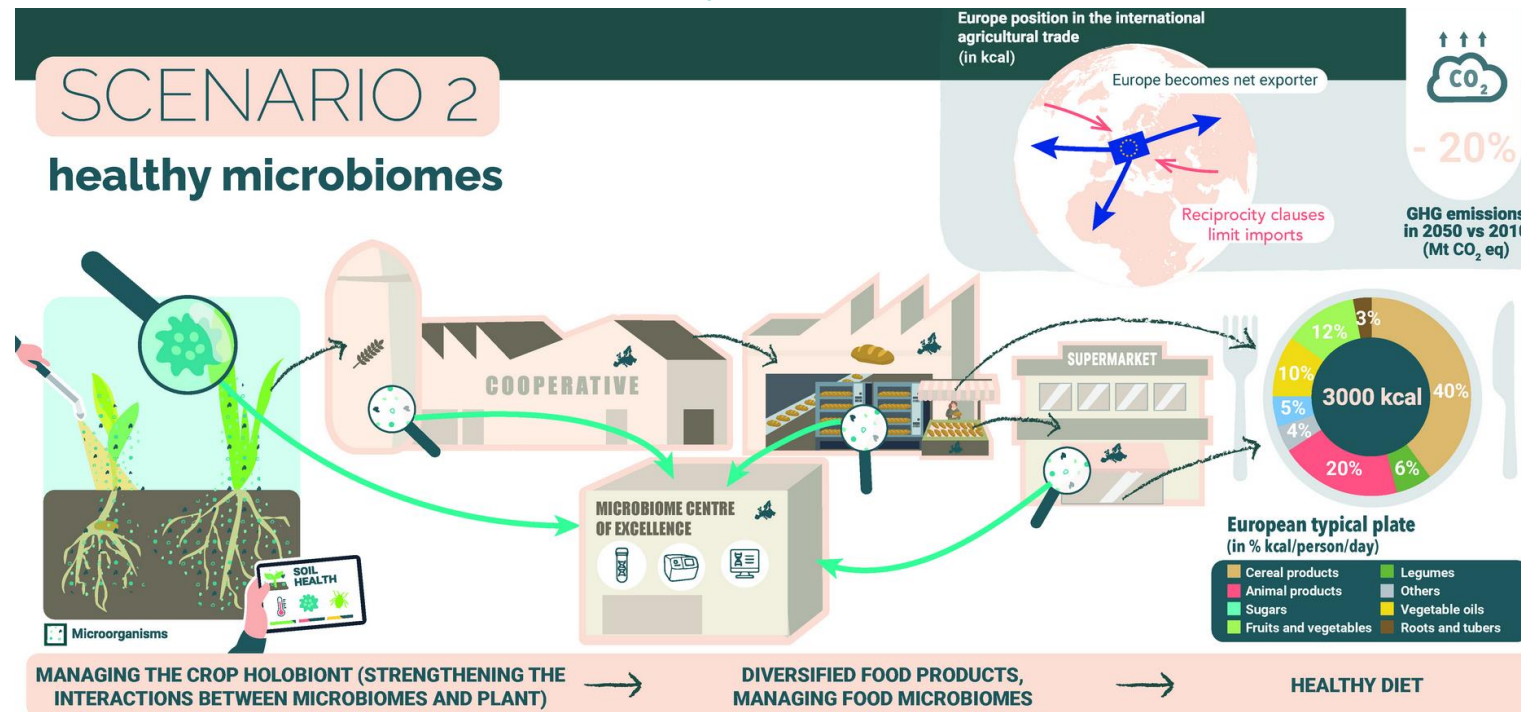 SCENARIO 2
healthy microbiomes
Europe position in the international
agricultural trade
(in kcal)
Europe becomes net exporter
Reciprocity clauses
limit imports
CO2
- 20%
GHG emissions
in 2050 vs 2010
(Mt CO2 eq)
COOPERATIVE
SUPERMARKET
MICROBIOME CENTRE
OF EXCELLENCE
SOIL
HEALTH
Microorganisms
3%
12%
10%
5%
4%
20%
6%
40%
3000 kcal
European typical plate
(in % kcal/person/day)
Cereal products
Animal products
Sugars
Fruits and vegetables
Legumes
Others
Vegetable oils
Roots and tubers
MANAGING THE CROP HOLOBIONT (STRENGTHENING THE
INTERACTIONS BETWEEN MICROBIOMES AND PLANT)
DIVERSIFIED FOOD PRODUCTS,
MANAGING FOOD MICROBIOMES
HEALTHY DIET